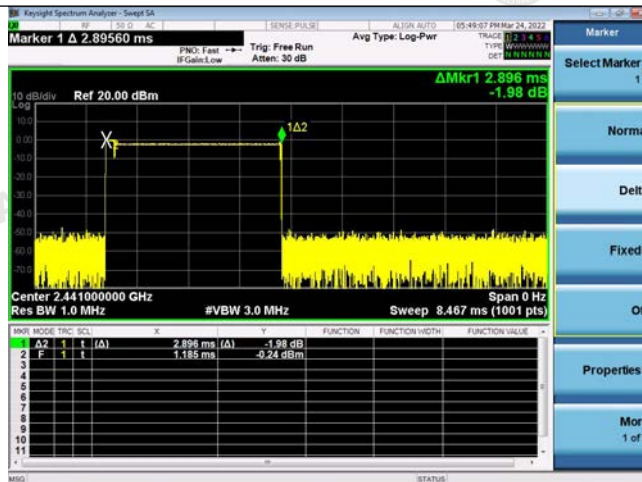 Keysight Spectrum Analyzer - Swept SA
RF 50 Ω AC SENSE:PULSE ALIGN AUTO 05:49:07 PM Mar 24, 2022
Marker 1 Δ 2.89560 ms
PNO: Fast Trig: Free Run
IFGain:Low Atten: 30 dB
Avg Type: Log-Pwr
TRACE 1 2 3 4 5
TYPE WWWWWW
DET N N N N N N
Marker
Select Marker
1
ΔMkr1 2.896 ms
-1.98 dB
10 dB/div Ref 20.00 dBm
Log
10.0
0.00
-10.0
-20.0
-30.0
-50.0
-60.0
-70.0
1Δ2
Norma
Delt
Fixed
Properties
Mor
1 of
Center 2.441000000 GHz Span 0 Hz
Res BW 1.0 MHz #VBW 3.0 MHz Sweep 8.467 ms (1001 pts)
MKR MODE TRC SCL X Y FUNCTION FUNCTION WIDTH FUNCTION VALUE
1 Δ2 1 t (Δ) 2.896 ms (Δ) -1.98 dB
2 F 1 t 1.185 ms -0.24 dBm
3
4
5
6
7
8
9
10
11
MSG STATUS